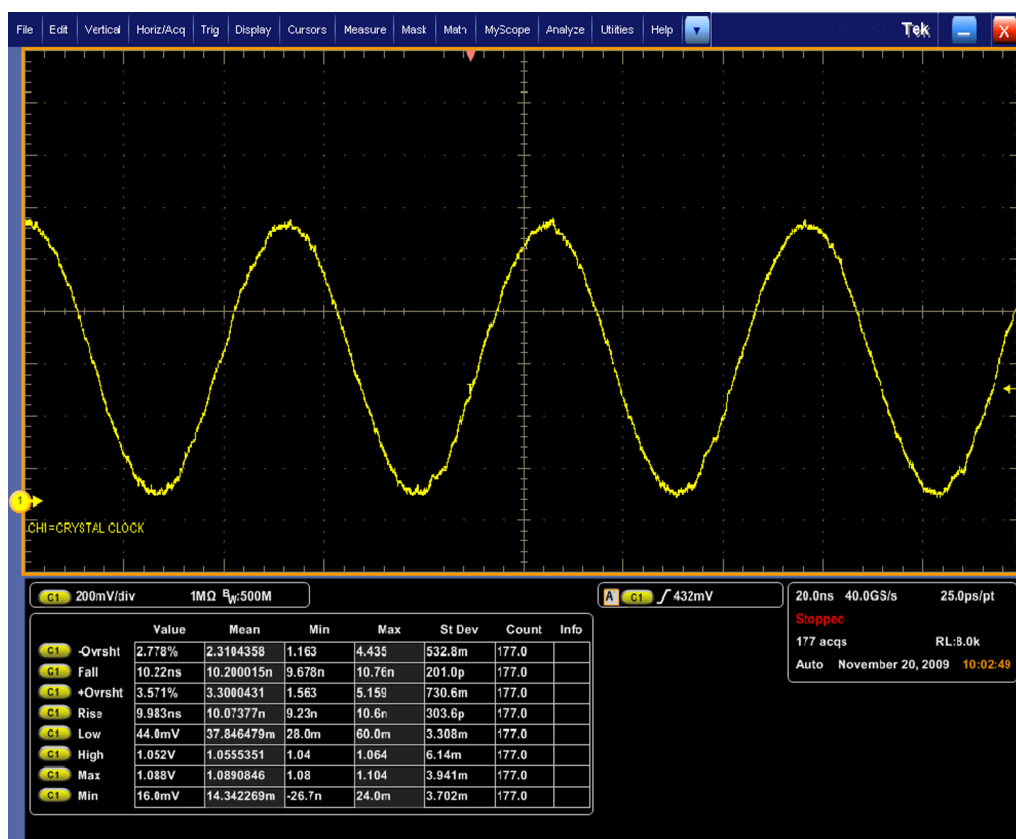 File Edit Vertical Horiz/Acq Trig Display Cursors Measure Mask Math MyScope Analyze Utilities Help Tek X
1
CH1=CRYSTAL CLOCK
C1 200mV/div 1MΩ BW:500M
A C1 432mV
20.0ns 40.0GS/s 25.0ps/pt
Stopped
177 acqs RL:8.0k
Auto November 20, 2009 10:02:49
Value Mean Min Max St Dev Count Info
C1 -Ovrsht 2.778% 2.3104358 1.163 4.435 532.8m 177.0
C1 Fall 10.22ns 10.200015n 9.678n 10.76n 201.0p 177.0
C1 +Ovrsht 3.571% 3.3000431 1.563 5.159 730.6m 177.0
C1 Rise 9.983ns 10.07377n 9.23n 10.6n 303.6p 177.0
C1 Low 44.0mV 37.846479m 28.0m 60.0m 3.308m 177.0
C1 High 1.052V 1.0555351 1.04 1.064 6.14m 177.0
C1 Max 1.088V 1.0890846 1.08 1.104 3.941m 177.0
C1 Min 16.0mV 14.342269m -26.7n 24.0m 3.702m 177.0